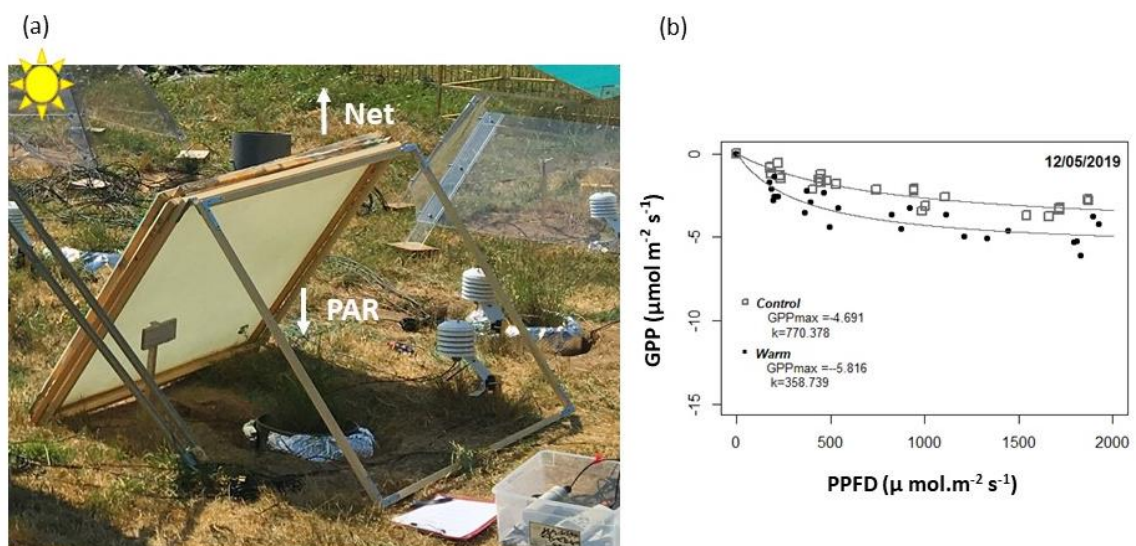 (a)
(b)
Net
PAR
12/05/2019
GPP (µmol m⁻² s⁻¹)
0
-5
-10
-15
Control
GPPmax =-4.691
k=770.378
Warm
GPPmax =--5.816
k=358.739
0
500
1000
1500
2000
PPFD (µ mol.m⁻² s⁻¹)